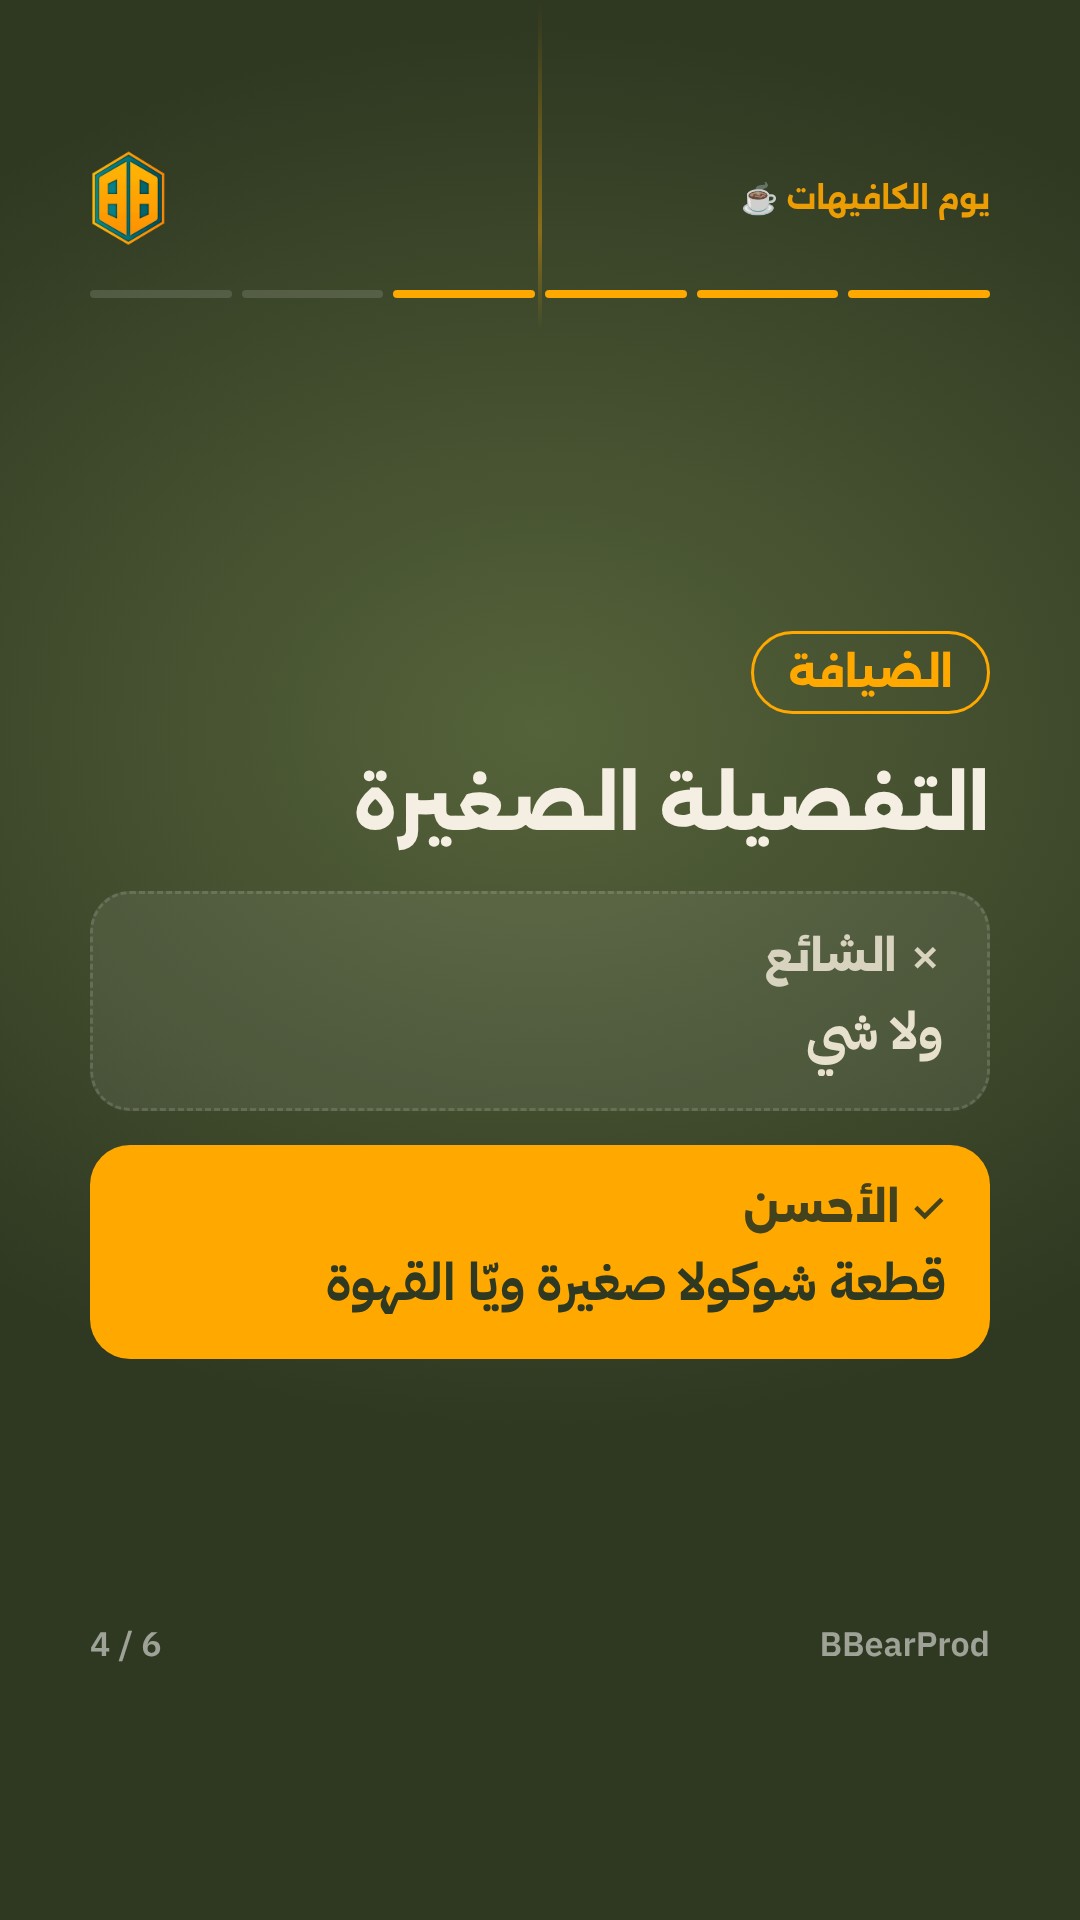 يوم الكافيهات ☕
الضيافة
التفصيلة الصغيرة
× الشائع
ولا شي
✓ الأحسن
قطعة شوكولا صغيرة ويّا القهوة
BBearProd
4 / 6